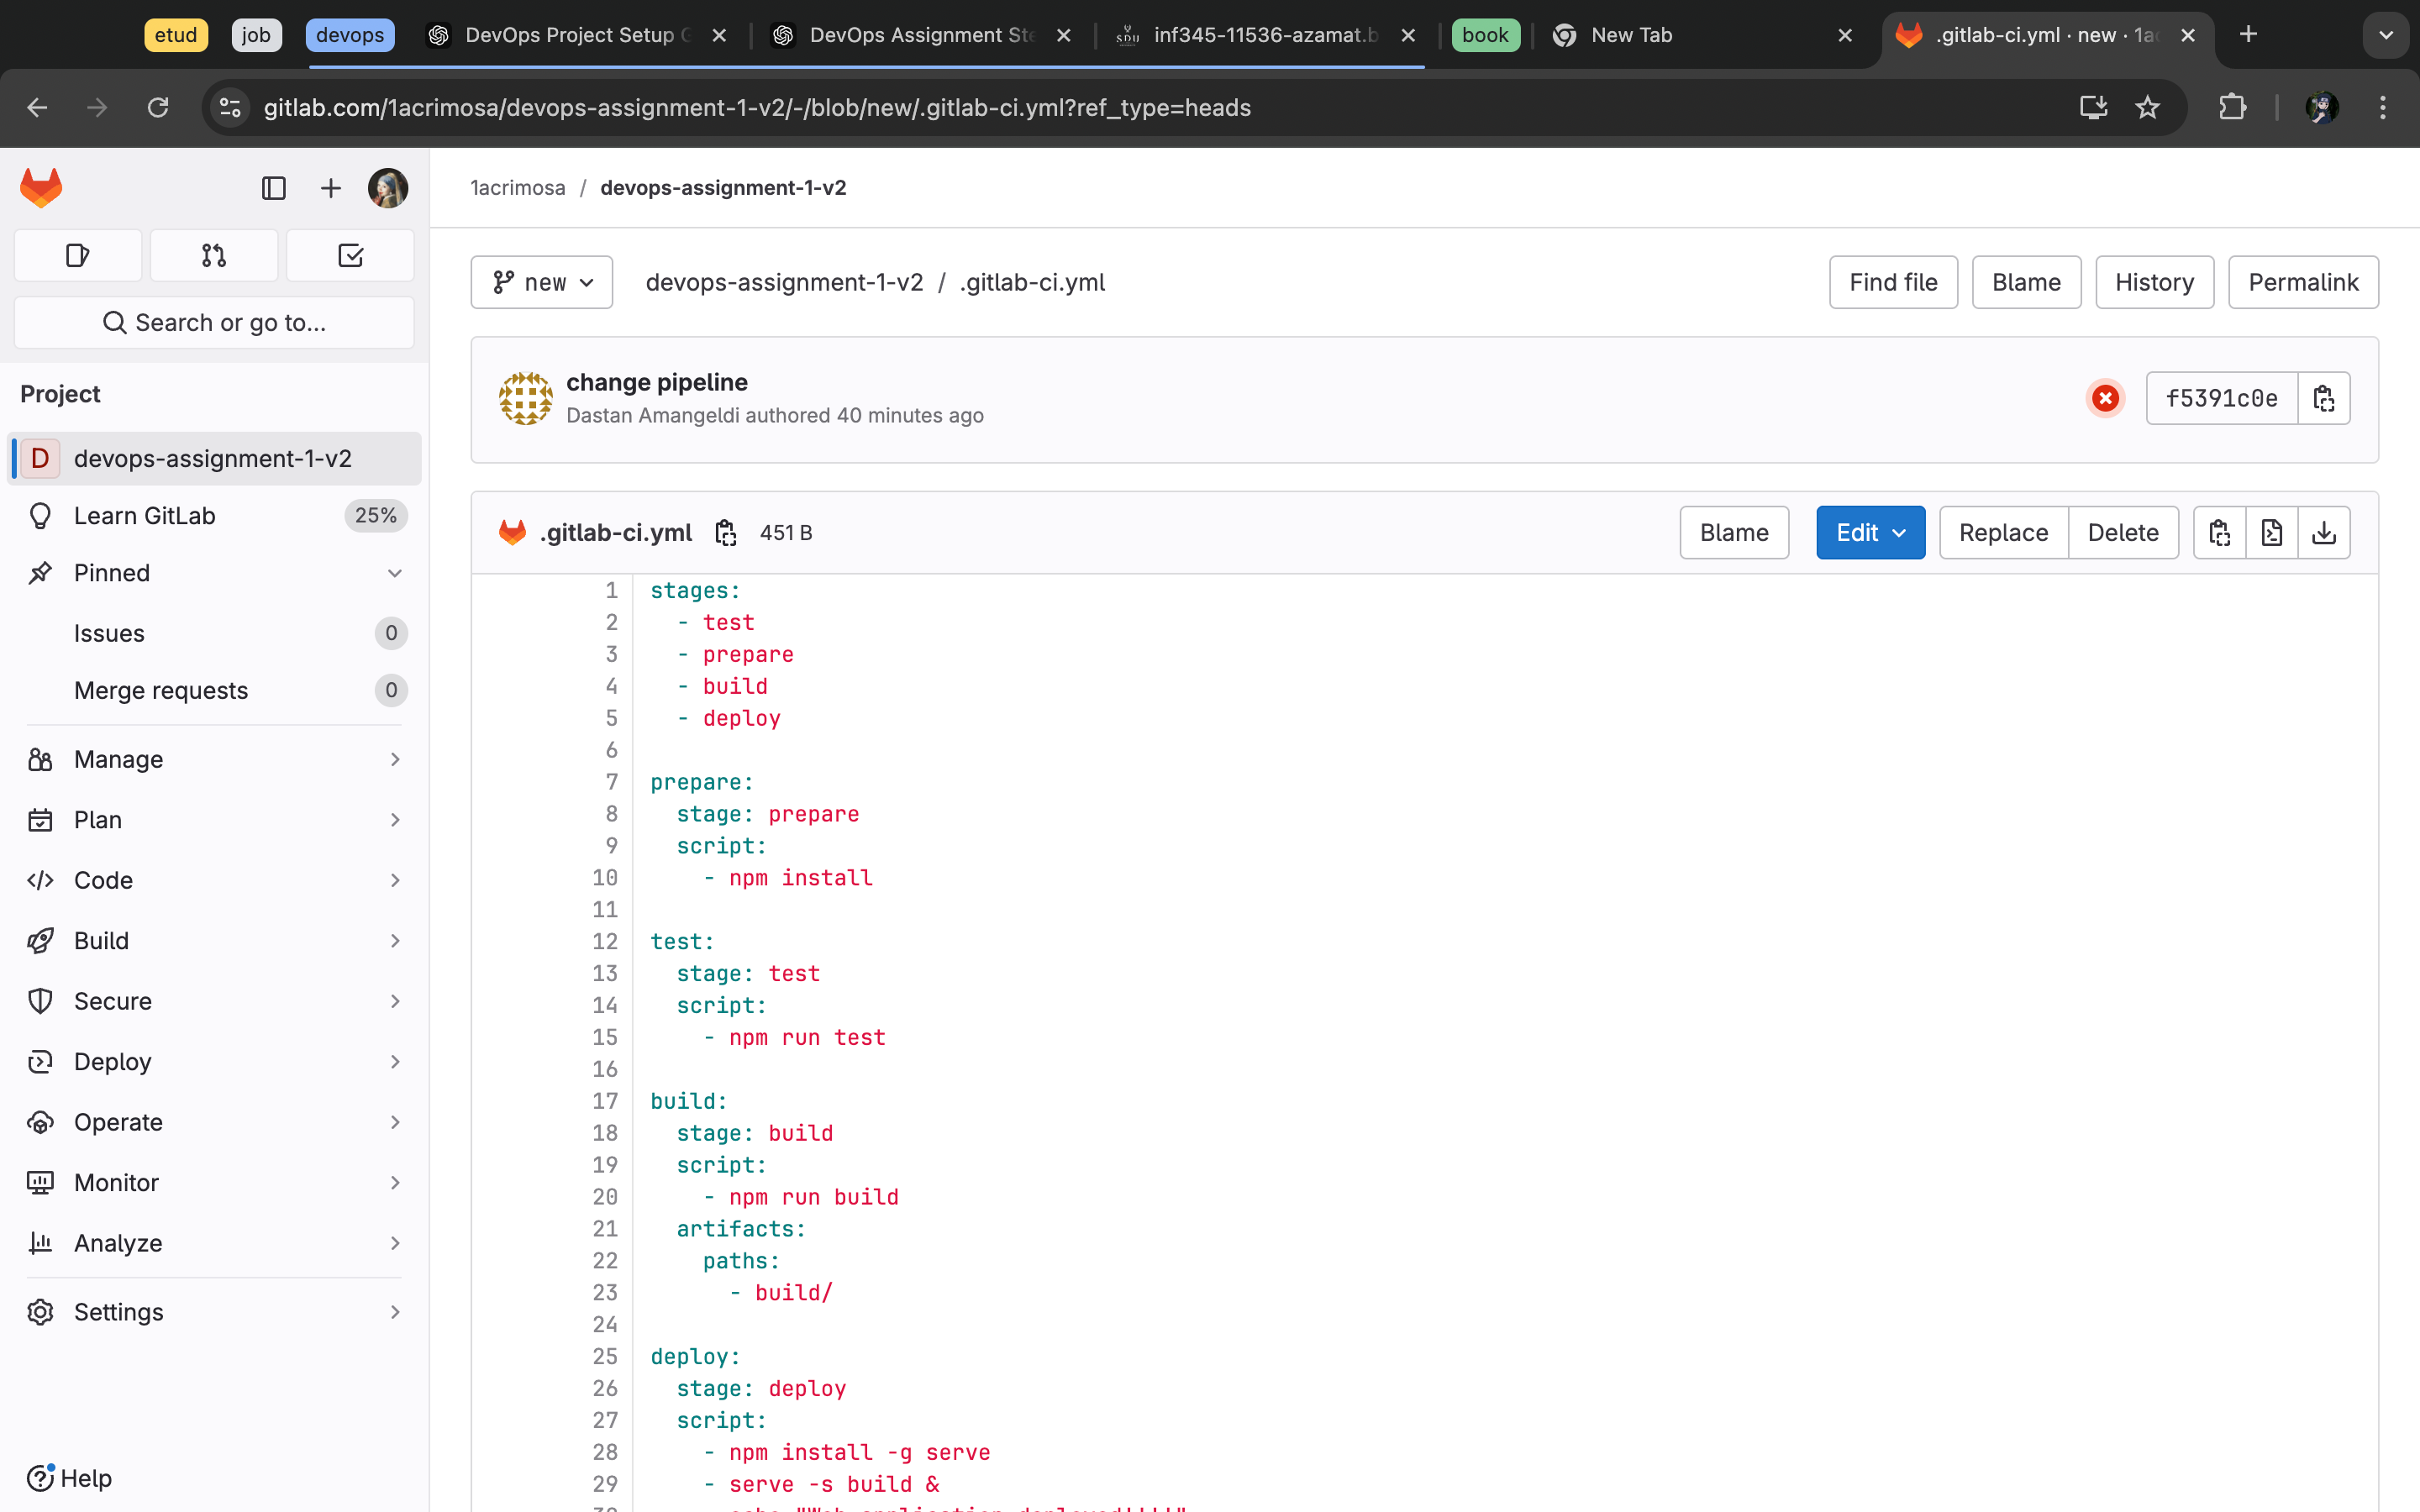 etud job devops DevOps Project Setup DevOps Assignment Ste inf345-11536-azamat.b book New Tab .gitlab-ci.yml · new · 1a
gitlab.com/1acrimosa/devops-assignment-1-v2/-/blob/new/.gitlab-ci.yml?ref_type=heads
Search or go to...
Project
D devops-assignment-1-v2
Learn GitLab 25%
Pinned
Issues 0
Merge requests 0
Manage
Plan
Code
Build
Secure
Deploy
Operate
Monitor
Analyze
Settings
Help
1acrimosa / devops-assignment-1-v2
new devops-assignment-1-v2 / .gitlab-ci.yml Find file Blame History Permalink
change pipeline
Dastan Amangeldi authored 40 minutes ago
f5391c0e
.gitlab-ci.yml 451 B Blame Edit Replace Delete
1 stages:
2 - test
3 - prepare
4 - build
5 - deploy
6
7 prepare:
8 stage: prepare
9 script:
10 - npm install
11
12 test:
13 stage: test
14 script:
15 - npm run test
16
17 build:
18 stage: build
19 script:
20 - npm run build
21 artifacts:
22 paths:
23 - build/
24
25 deploy:
26 stage: deploy
27 script:
28 - npm install -g serve
29 - serve -s build &